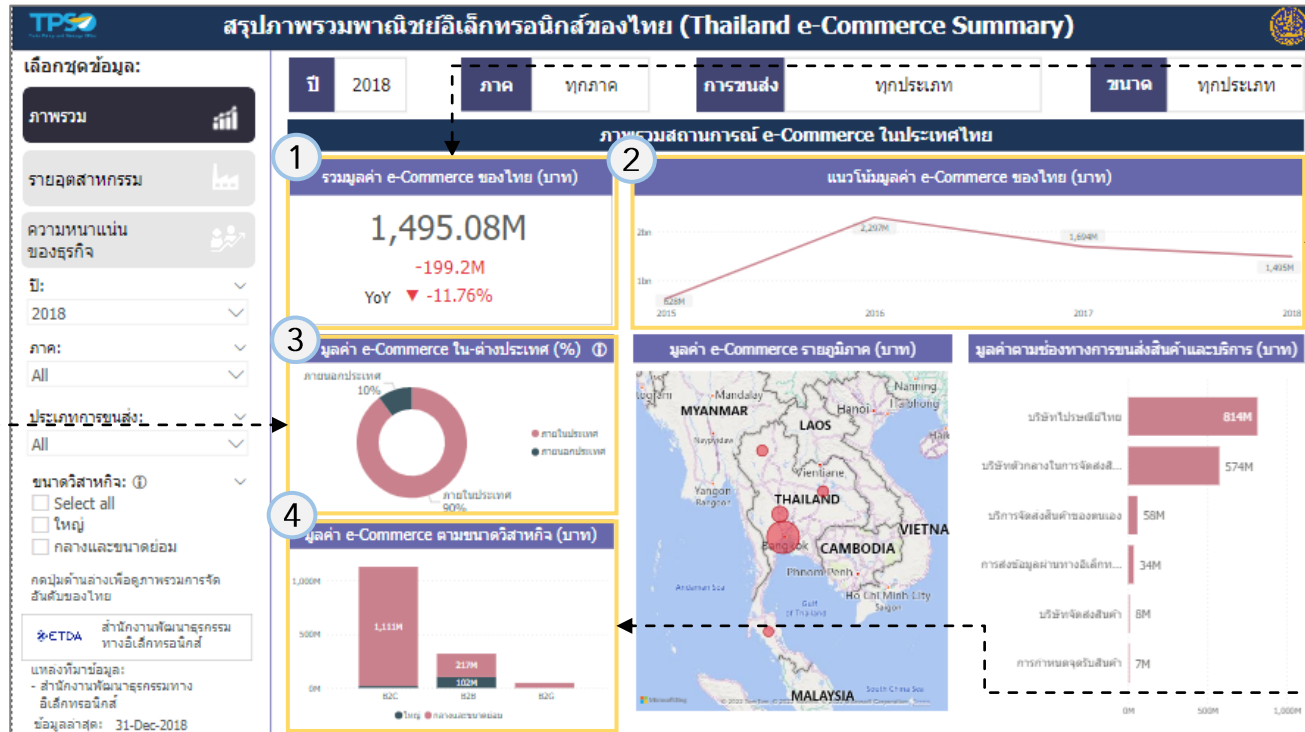 TPSO
สรุปภาพรวมพาณิชย์อิเล็กทรอนิกส์ของไทย (Thailand e-Commerce Summary)
เลือกชุดข้อมูล:
ภาพรวม
รายอุตสาหกรรม
ความหนาแน่น
ของธุรกิจ
ปี:
2018
ภาค:
All
ประเภทการขนส่ง:
All
ขนาดวิสาหกิจ:
Select all
ใหญ่
กลางและขนาดย่อม
กดปุ่มด้านล่างเพื่อดูภาพรวมการจัด
อันดับของไทย
ETDA
สำนักงานพัฒนาธุรกรรม
ทางอิเล็กทรอนิกส์
แหล่งที่มาข้อมูล:
- สำนักงานพัฒนาธุรกรรมทาง
อิเล็กทรอนิกส์
ข้อมูลล่าสุด: 31-Dec-2018
ปี 2018
ภาค ทุกภาค
การขนส่ง ทุกประเภท
ขนาด ทุกประเภท
ภาพรวมสถานการณ์ e-Commerce ในประเทศไทย
1
รวมมูลค่า e-Commerce ของไทย (บาท)
1,495.08M
-199.2M
YoY ▼ -11.76%
2
แนวโน้มมูลค่า e-Commerce ของไทย (บาท)
2bn
1bn
628M
2,297M
1,694M
1,495M
2015 2016 2017 2018
3
มูลค่า e-Commerce ใน-ต่างประเทศ (%)
ภายนอกประเทศ
10%
ภายในประเทศ
ภายนอกประเทศ
ภายในประเทศ
90%
4
มูลค่า e-Commerce ตามขนาดวิสาหกิจ (บาท)
1,000M
500M
0M
1,111M
217M
102M
B2C B2B B2G
ใหญ่ กลางและขนาดย่อม
มูลค่า e-Commerce รายภูมิภาค (บาท)
Nanning
Mandalay
Hanoi
Haiphong
MYANMAR
LAOS
Naypyidaw
Vientiane
Yangon
Rangoon
THAILAND
VIETNA
Bangkok
CAMBODIA
Phnom Penh
Andaman Sea
Ho Chi Minh City
Saigon
Gulf
of Thailand
MALAYSIA
South China Sea
มูลค่าตามช่องทางการขนส่งสินค้าและบริการ (บาท)
บริษัทไปรษณีย์ไทย 814M
บริษัทตัวกลางในการจัดส่งสิ... 574M
บริการจัดส่งสินค้าของตนเอง 58M
การส่งข้อมูลผ่านทางอิเล็กท... 34M
บริษัทจัดส่งสินค้า 8M
การกำหนดจุดรับสินค้า 7M
0M 500M 1,000M